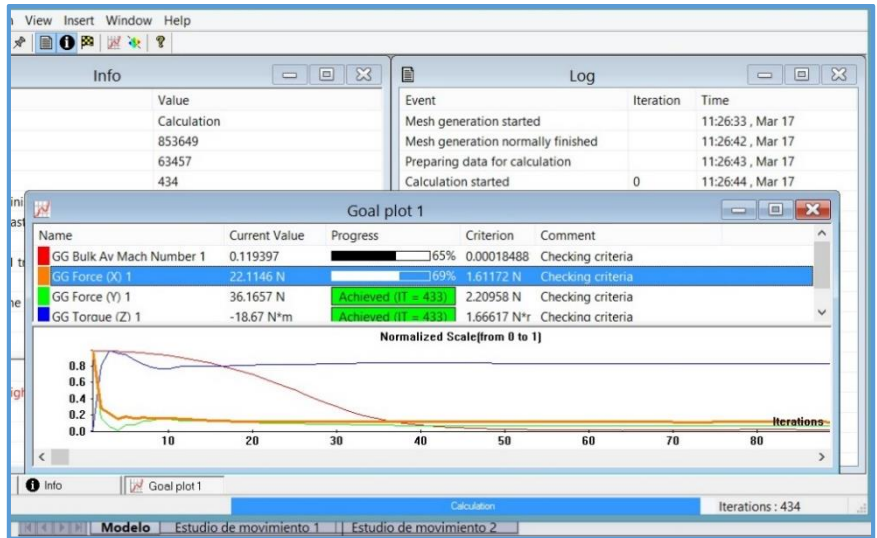 View Insert Window Help
Info
Log
Value
Event Iteration Time
Calculation
Mesh generation started 11:26:33 , Mar 17
853649
Mesh generation normally finished 11:26:42 , Mar 17
63457
Preparing data for calculation 11:26:43 , Mar 17
434
Calculation started 0 11:26:44 , Mar 17
Goal plot 1
Name Current Value Progress Criterion Comment
GG Bulk Av Mach Number 1 0.119397 65% 0.00018488 Checking criteria
GG Force (X) 1 22.1146 N 69% 1.61172 N Checking criteria
GG Force (Y) 1 36.1657 N Achieved (IT = 433) 2.20958 N Checking criteria
GG Torque (Z) 1 -18.67 N*m Achieved (IT = 433) 1.66617 N*r Checking criteria
Normalized Scale(from 0 to 1)
0.8
0.6
0.4
0.2
0.0
Iterations
10 20 30 40 50 60 70 80
Info Goal plot 1
Calculation Iterations : 434
Modelo Estudio de movimiento 1 Estudio de movimiento 2